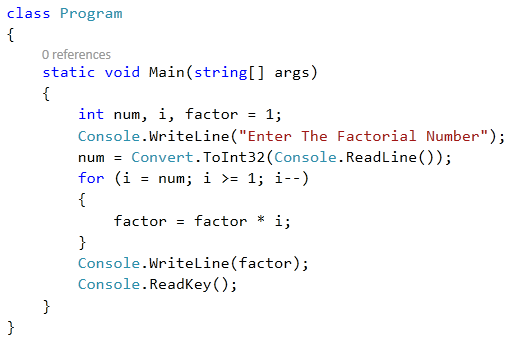 class Program
{
0 references
static void Main(string[] args)
{
int num, i, factor = 1;
Console.WriteLine("Enter The Factorial Number");
num = Convert.ToInt32(Console.ReadLine());
for (i = num; i >= 1; i--)
{
factor = factor * i;
}
Console.WriteLine(factor);
Console.ReadKey();
}
}